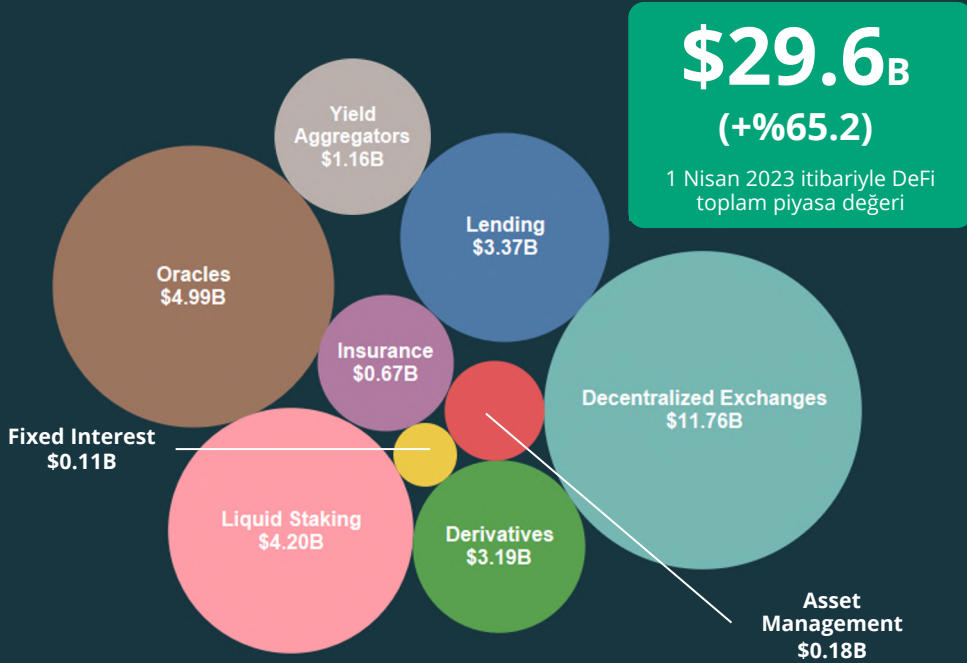 $29.6B
(+%65.2)
1 Nisan 2023 itibariyle DeFi
toplam piyasa değeri
Yield
Aggregators
$1.16B
Lending
$3.37B
Oracles
$4.99B
Insurance
$0.67B
Decentralized Exchanges
$11.76B
Fixed Interest
$0.11B
Liquid Staking
$4.20B
Derivatives
$3.19B
Asset
Management
$0.18B